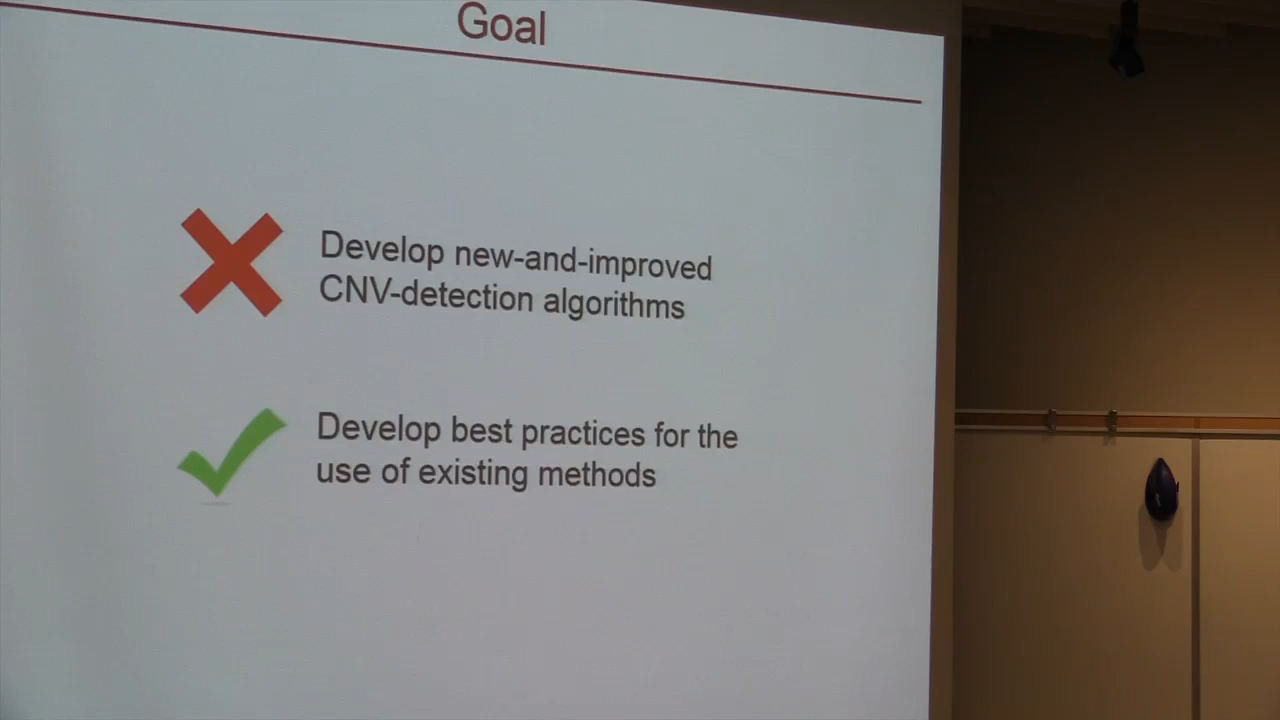 Goal
Develop new-and-improved
CNV-detection algorithms
Develop best practices for the
use of existing methods